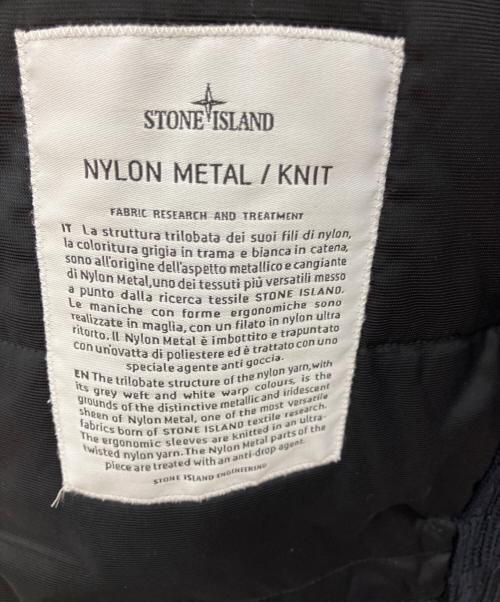 STONE ISLAND
NYLON METAL / KNIT
FABRIC RESEARCH AND TREATMENT
IT La struttura trilobata dei suoi fili di nylon,
la coloritura grigia in trama e bianca in catena,
sono all'origine dell'aspetto metallico e cangiante
di Nylon Metal, uno dei tessuti più versatili messo
a punto dalla ricerca tessile STONE ISLAND.
Le maniche con forme ergonomiche sono
realizzate in maglia, con un filato in nylon ultra
ritorto. Il Nylon Metal è imbottito e trapuntato
con un'ovatta di poliestere ed è trattato con uno
speciale agente anti goccia.
EN The trilobate structure of the nylon yarn, with
its grey weft and white warp colours, is the
grounds of the distinctive metallic and iridescent
sheen of Nylon Metal, one of the most versatile
fabrics born of STONE ISLAND textile research.
The ergonomic sleeves are knitted in an ultra-
twisted nylon yarn. The Nylon Metal parts of the
piece are treated with an anti-drop agent.
STONE ISLAND ENGINEERING